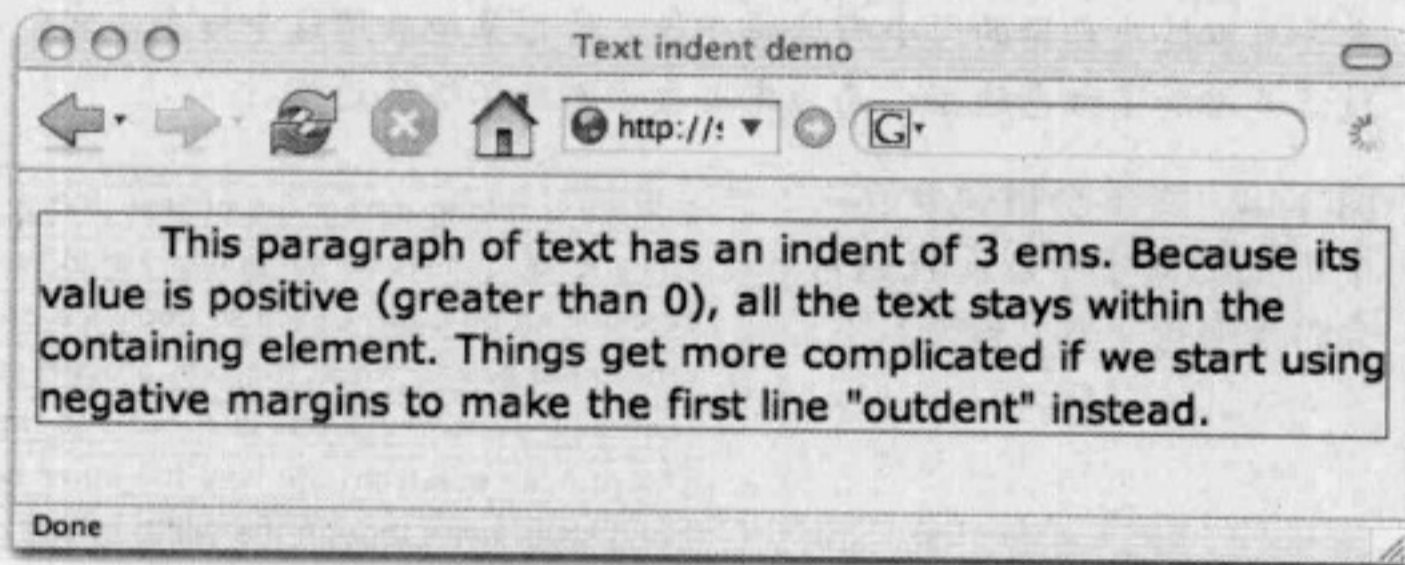 Text indent demo
http://:
G
This paragraph of text has an indent of 3 ems. Because its
value is positive (greater than 0), all the text stays within the
containing element. Things get more complicated if we start using
negative margins to make the first line "outdent" instead.
Done